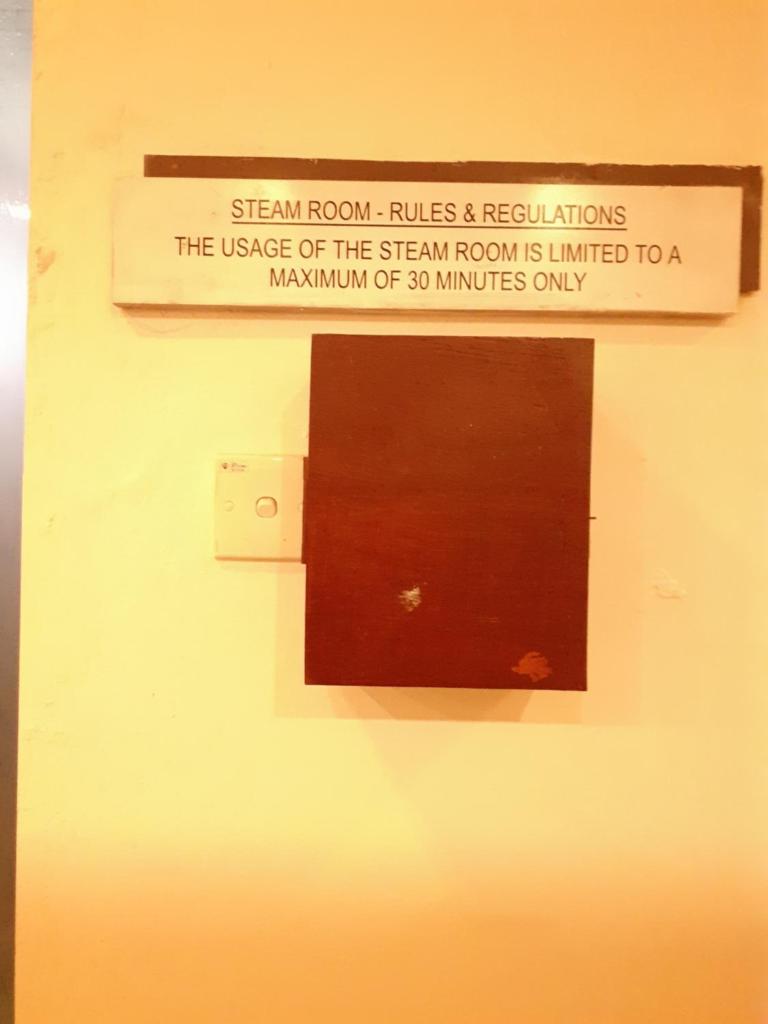 STEAM ROOM - RULES & REGULATIONS
THE USAGE OF THE STEAM ROOM IS LIMITED TO A
MAXIMUM OF 30 MINUTES ONLY